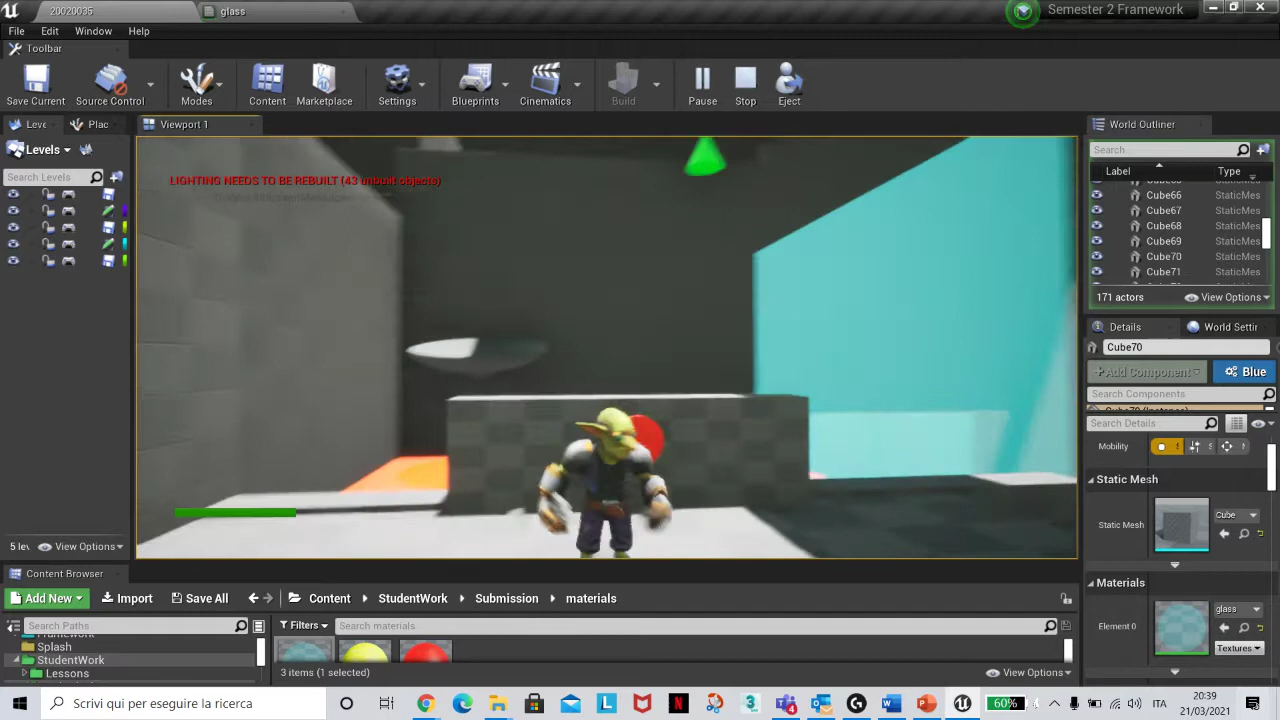 20020035
glass
Semester 2 Framework
File Edit Window Help
Toolbar
Save Current
Source Control
Modes
Content
Marketplace
Settings
Blueprints
Cinematics
Build
Pause
Stop
Eject
Leve
Plac
Viewport 1
World Outliner
Levels
Search Levels
LIGHTING NEEDS TO BE REBUILT (43 unbuilt objects)
Search
Label Type
Cube66 StaticMes
Cube67 StaticMes
Cube68 StaticMes
Cube69 StaticMes
Cube70 StaticMes
Cube71 StaticMes
171 actors View Options
Details
World Settin
Cube70
+Add Component
Blue
Search Components
Search Details
Mobility
Static Mesh
Static Mesh
Cube
Materials
Element 0
glass
Textures
5 lev View Options
Content Browser
Add New
Import
Save All
Content
StudentWork
Submission
materials
Search Paths
Filters
Search materials
Splash
StudentWork
Lessons
3 items (1 selected)
View Options
Scrivi qui per eseguire la ricerca
60%
ITA
20:39
21/03/2021